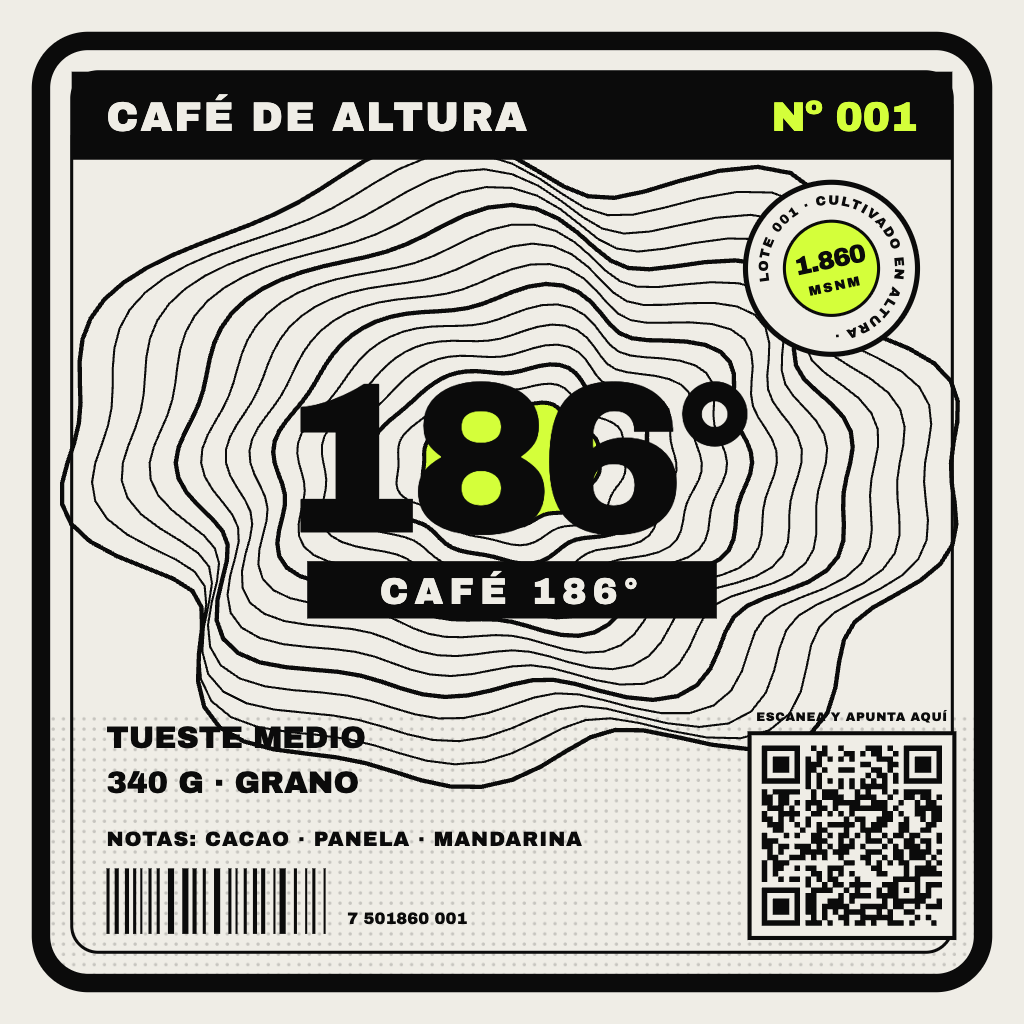 CAFÉ DE ALTURA
Nº 001
LOTE 001 · CULTIVADO EN ALTURA ·
1.860
MSNM
186°
CAFÉ 186°
ESCANEA Y APUNTA AQUÍ
TUESTE MEDIO
340 G · GRANO
NOTAS: CACAO · PANELA · MANDARINA
7 501860 001